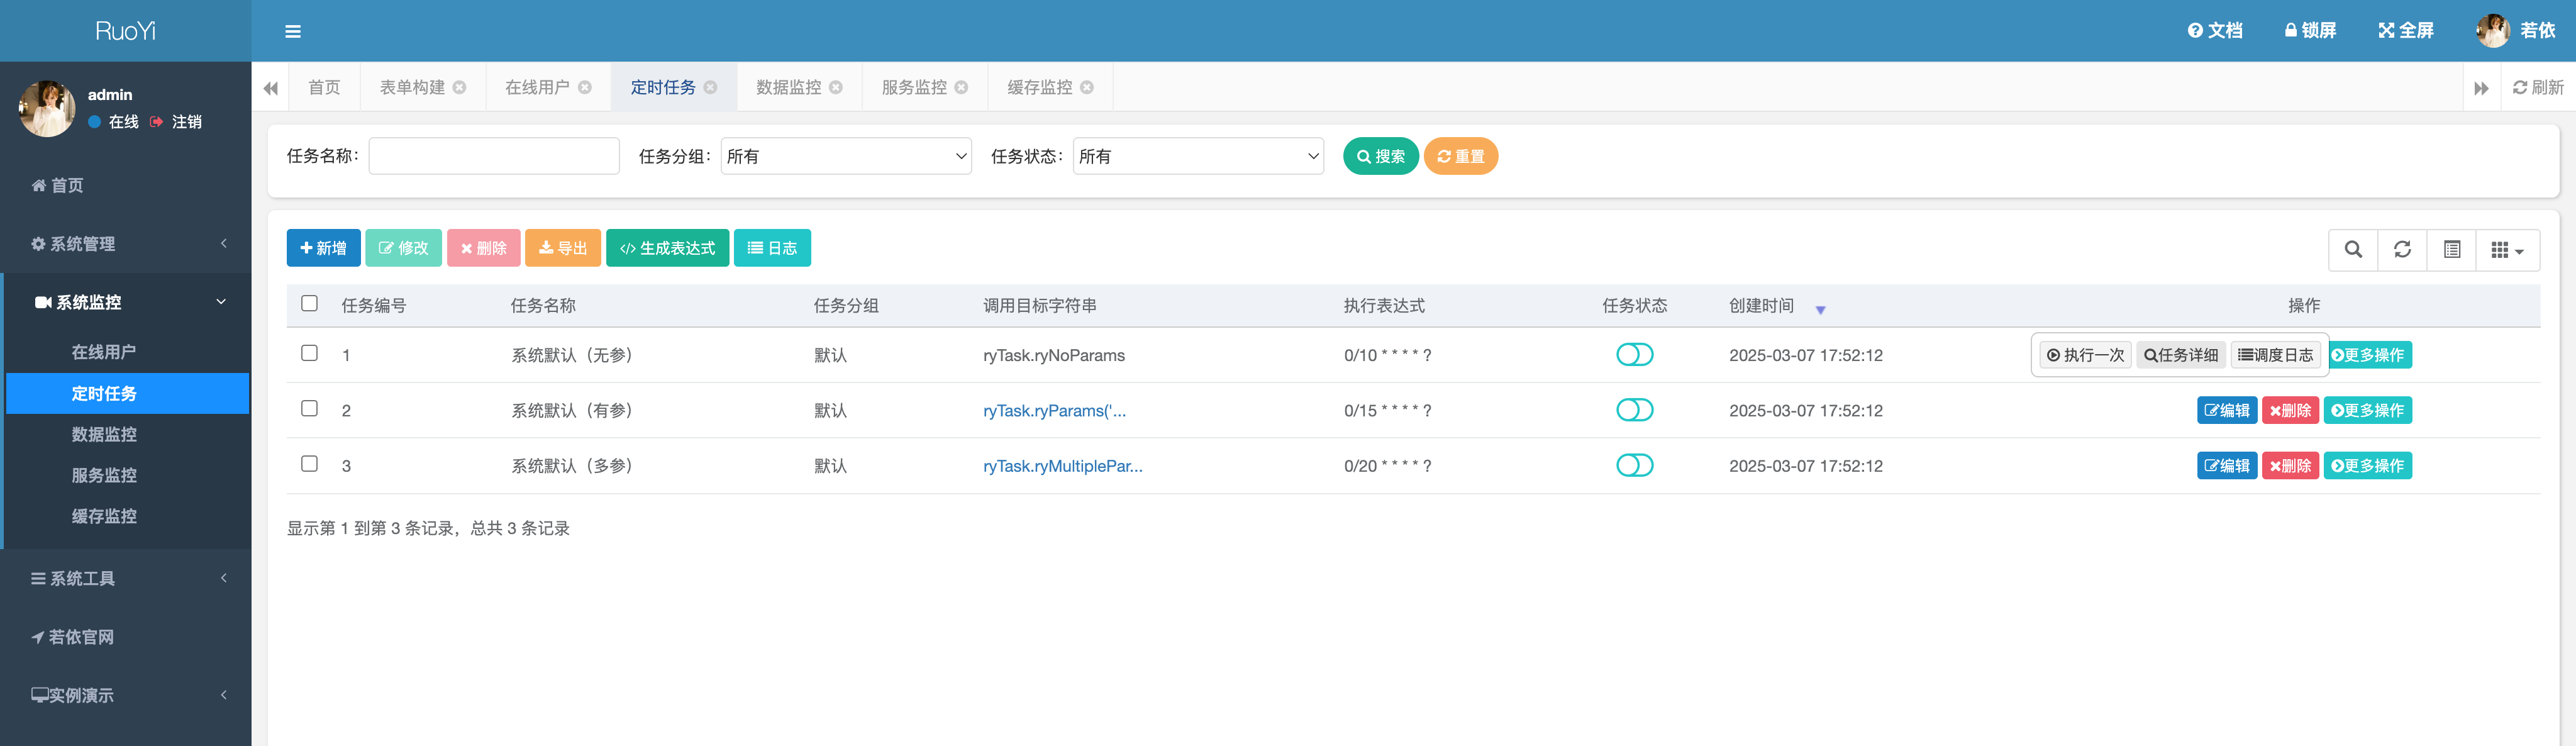 RuoYi
文档 锁屏 全屏 若依
admin
在线 注销
首页
系统管理
系统监控
在线用户
定时任务
数据监控
服务监控
缓存监控
系统工具
若依官网
实例演示
首页 表单构建 在线用户 定时任务 数据监控 服务监控 缓存监控 刷新
任务名称： 任务分组： 所有 任务状态： 所有 搜索 重置
新增 修改 删除 导出 生成表达式 日志
任务编号 任务名称 任务分组 调用目标字符串 执行表达式 任务状态 创建时间 操作
1 系统默认（无参） 默认 ryTask.ryNoParams 0/10 * * * * ? 2025-03-07 17:52:12 执行一次 任务详细 调度日志 更多操作
2 系统默认（有参） 默认 ryTask.ryParams('... 0/15 * * * * ? 2025-03-07 17:52:12 编辑 删除 更多操作
3 系统默认（多参） 默认 ryTask.ryMultiplePar... 0/20 * * * * ? 2025-03-07 17:52:12 编辑 删除 更多操作
显示第 1 到第 3 条记录，总共 3 条记录